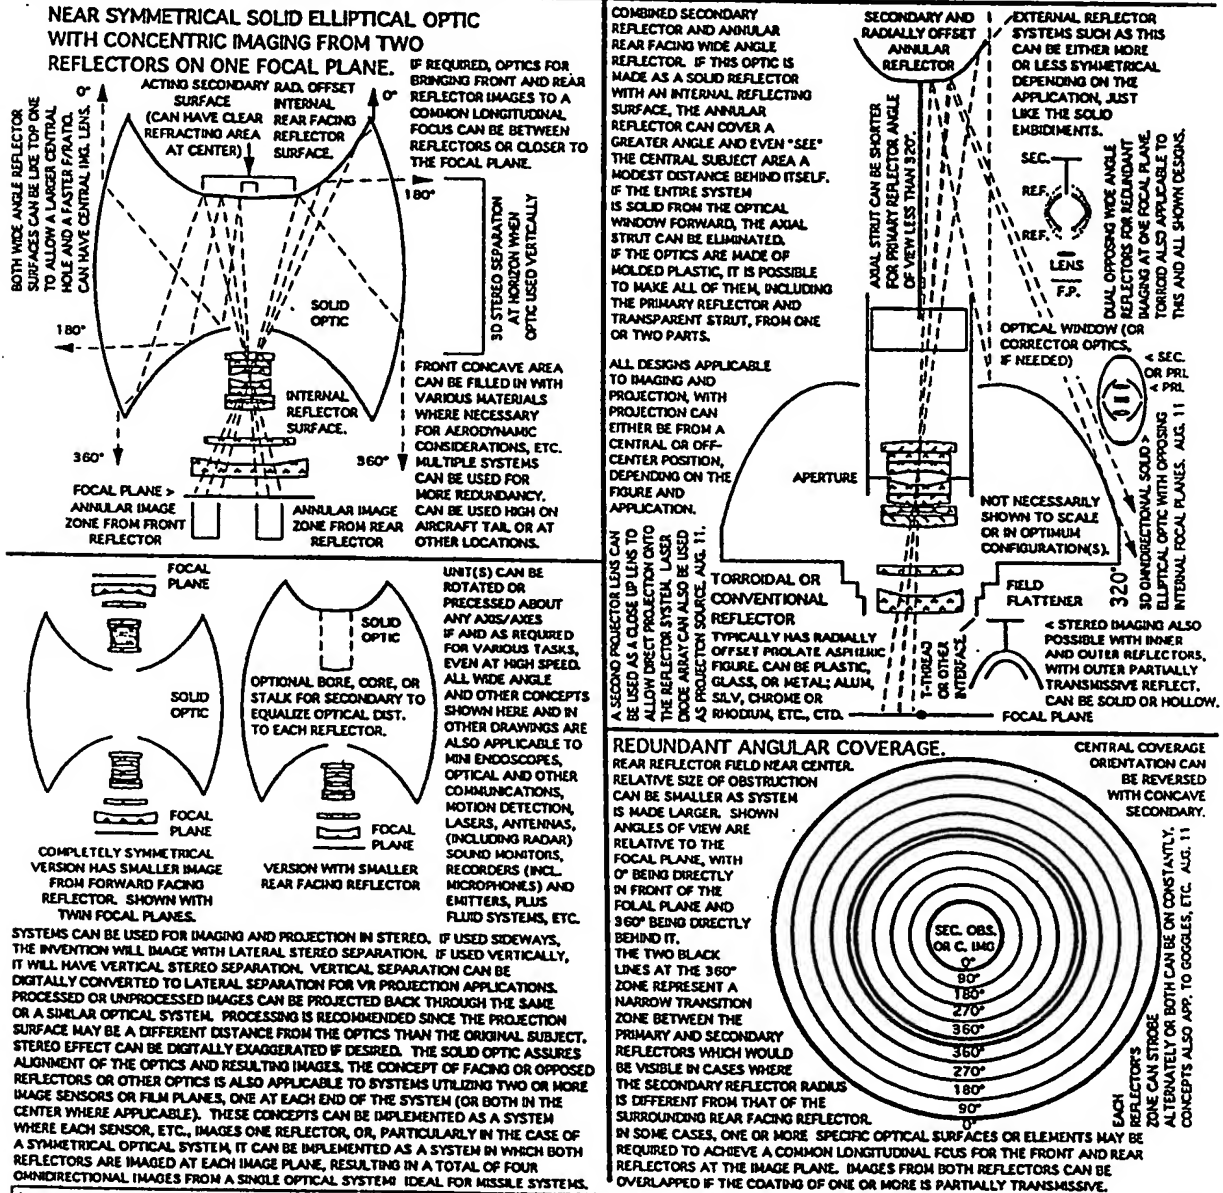 NEAR SYMMETRICAL SOLID ELLIPTICAL OPTIC
WITH CONCENTRIC IMAGING FROM TWO
REFLECTORS ON ONE FOCAL PLANE.
IF REQUIRED, OPTICS FOR
BRINGING FRONT AND REAR
REFLECTOR IMAGES TO A
COMMON LONGITUDINAL
FOCUS CAN BE BETWEEN
REFLECTORS OR CLOSER TO
THE FOCAL PLANE.
0°
ACTING SECONDARY
SURFACE
(CAN HAVE CLEAR
REFRACTING AREA
AT CENTER)
RAD. OFFSET
INTERNAL
REAR FACING
REFLECTOR
SURFACE.
0°
BOTH WIDE ANGLE REFLECTOR
SURFACES CAN BE LIKE TOP ONE
TO ALLOW A LARGER CENTRAL
HOLE AND A FASTER F/RATIO.
CAN HAVE CENTRAL IMG. LENS.
180°
3D STEREO SEPARATION
AT HORIZON WHEN
OPTIC USED VERTICALLY
SOLID
OPTIC
180°
INTERNAL
REFLECTOR
SURFACE.
360°
360°
FRONT CONCAVE AREA
CAN BE FILLED IN WITH
VARIOUS MATERIALS
WHERE NECESSARY
FOR AERODYNAMIC
CONSIDERATIONS, ETC.
MULTIPLE SYSTEMS
CAN BE USED FOR
MORE REDUNDANCY.
CAN BE USED HIGH ON
AIRCRAFT TAIL OR AT
OTHER LOCATIONS.
FOCAL PLANE >
ANNULAR IMAGE
ZONE FROM FRONT
REFLECTOR
ANNULAR IMAGE
ZONE FROM REAR
REFLECTOR
FOCAL
PLANE
SOLID
OPTIC
FOCAL
PLANE
COMPLETELY SYMMETRICAL
VERSION HAS SMALLER IMAGE
FROM FORWARD FACING
REFLECTOR. SHOWN WITH
TWIN FOCAL PLANES.
SOLID
OPTIC
OPTIONAL BORE, CORE, OR
STALK FOR SECONDARY TO
EQUALIZE OPTICAL DIST.
TO EACH REFLECTOR.
FOCAL
PLANE
VERSION WITH SMALLER
REAR FACING REFLECTOR
UNIT(S) CAN BE
ROTATED OR
PRECESSED ABOUT
ANY AXIS/AXES
IF AND AS REQUIRED
FOR VARIOUS TASKS,
EVEN AT HIGH SPEED.
ALL WIDE ANGLE
AND OTHER CONCEPTS
SHOWN HERE AND IN
OTHER DRAWINGS ARE
ALSO APPLICABLE TO
MINI ENDOSCOPES,
OPTICAL AND OTHER
COMMUNICATIONS,
MOTION DETECTION,
LASERS, ANTENNAS,
(INCLUDING RADAR)
SOUND MONITORS,
RECORDERS (INCL.
MICROPHONES) AND
EMITTERS, PLUS
FLUID SYSTEMS, ETC.
SYSTEMS CAN BE USED FOR IMAGING AND PROJECTION IN STEREO. IF USED SIDEWAYS,
THE INVENTION WILL IMAGE WITH LATERAL STEREO SEPARATION. IF USED VERTICALLY,
IT WILL HAVE VERTICAL STEREO SEPARATION. VERTICAL SEPARATION CAN BE
DIGITALLY CONVERTED TO LATERAL SEPARATION FOR VR PROJECTION APPLICATIONS.
PROCESSED OR UNPROCESSED IMAGES CAN BE PROJECTED BACK THROUGH THE SAME
OR A SIMLAR OPTICAL SYSTEM. PROCESSING IS RECOMMENDED SINCE THE PROJECTION
SURFACE MAY BE A DIFFERENT DISTANCE FROM THE OPTICS THAN THE ORIGINAL SUBJECT.
STEREO EFFECT CAN BE DIGITALLY EXAGGERATED IF DESIRED. THE SOLID OPTIC ASSURES
ALIGNMENT OF THE OPTICS AND RESULTING IMAGES. THE CONCEPT OF FACING OR OPPOSED
REFLECTORS OR OTHER OPTICS IS ALSO APPLICABLE TO SYSTEMS UTILIZING TWO OR MORE
IMAGE SENSORS OR FILM PLANES, ONE AT EACH END OF THE SYSTEM (OR BOTH IN THE
CENTER WHERE APPLICABLE). THESE CONCEPTS CAN BE IMPLEMENTED AS A SYSTEM
WHERE EACH SENSOR, ETC., IMAGES ONE REFLECTOR, OR, PARTICULARLY IN THE CASE OF
A SYMMETRICAL OPTICAL SYSTEM, IT CAN BE IMPLEMENTED AS A SYSTEM IN WHICH BOTH
REFLECTORS ARE IMAGED AT EACH IMAGE PLANE, RESULTING IN A TOTAL OF FOUR
OMNIDIRECTIONAL IMAGES FROM A SINGLE OPTICAL SYSTEM! IDEAL FOR MISSLE SYSTEMS.
COMBINED SECONDARY
REFLECTOR AND ANNULAR
REAR FACING WIDE ANGLE
REFLECTOR. IF THIS OPTIC IS
MADE AS A SOLID REFLECTOR
WITH AN INTERNAL REFLECTING
SURFACE, THE ANNULAR
REFLECTOR CAN COVER A
GREATER ANGLE AND EVEN "SEE"
THE CENTRAL SUBJECT AREA A
MODEST DISTANCE BEHIND ITSELF.
IF THE ENTIRE SYSTEM
IS SOLID FROM THE OPTICAL
WINDOW FORWARD, THE AXIAL
STRUT CAN BE ELIMINATED.
IF THE OPTICS ARE MADE OF
MOLDED PLASTIC, IT IS POSSIBLE
TO MAKE ALL OF THEM, INCLUDING
THE PRIMARY REFLECTOR AND
TRANSPARENT STRUT, FROM ONE
OR TWO PARTS.
ALL DESIGNS APPLICABLE
TO IMAGING AND
PROJECTION, WITH
PROJECTION CAN
EITHER BE FROM A
CENTRAL OR OFF-
CENTER POSITION,
DEPENDING ON THE
FIGURE AND
APPLICATION.
SECONDARY AND
RADIALLY OFFSET
ANNULAR
REFLECTOR
AXIAL STRUT CAN BE SHORTER
FOR PRIMARY REFLECTOR ANGLE
OF VIEW LESS THAN 320°.
EXTERNAL REFLECTOR
SYSTEMS SUCH AS THIS
CAN BE EITHER MORE
OR LESS SYMMETRICAL
DEPENDING ON THE
APPLICATION, JUST
LIKE THE SOLID
EMBIDIMENTS.
SEC.
REF.
REF.
LENS
F.P.
DUAL OPPOSING WIDE ANGLE
REFLECTORS FOR REDUNDANT
IMAGING AT ONE FOCAL PLANE.
TORROID ALSO APPLICABLE TO
THIS AND ALL SHOWN DESIGNS.
OPTICAL WINDOW (OR
CORRECTOR OPTICS,
IF NEEDED)
< SEC.
OR PRI.
< PRI.
3D OMNIDIRECTIONAL SOLID >
ELLIPTIC OPTIC WITH OPPOSING
INTERNAL FOCAL PLANES. AUG. 11
APERTURE
NOT NECESSARILY
SHOWN TO SCALE
OR IN OPTIMUM
CONFIGURATION(S).
320°
A SECOND PROJECTOR LENS CAN
BE USED AS A CLOSE UP LENS TO
ALLOW DIRECT PROJECTION ONTO
THE REFLECTOR SYSTEM. LASER
DIODE ARRAY CAN ALSO BE USED
AS PROJECTION SOURCE. AUG. 11.
TORROIDAL OR
CONVENTIONAL
REFLECTOR
TYPICALLY HAS RADIALLY
OFFSET PROLATE ASPHERIC
FIGURE. CAN BE PLASTIC,
GLASS, OR METAL; ALUM,
SILV, CHROME OR
RHODIUM, ETC., CTD.
FIELD
FLATTENER
T-THREAD
OR OTHER
INTERFACE.
< STEREO IMAGING ALSO
POSSIBLE WITH INNER
AND OUTER REFLECTORS,
WITH OUTER PARTIALLY
TRANSMISSIVE REFLECT.
CAN BE SOLID OR HOLLOW.
FOCAL PLANE
REDUNDANT ANGULAR COVERAGE.
REAR REFLECTOR FIELD NEAR CENTER.
RELATIVE SIZE OF OBSTRUCTION
CAN BE SMALLER AS SYSTEM
IS MADE LARGER. SHOWN
ANGLES OF VIEW ARE
RELATIVE TO THE
FOCAL PLANE, WITH
0° BEING DIRECTLY
IN FRONT OF THE
FOLAL PLANE AND
360° BEING DIRECTLY
BEHIND IT.
THE TWO BLACK
LINES AT THE 360°
ZONE REPRESENT A
NARROW TRANSITION
ZONE BETWEEN THE
PRIMARY AND SECONDARY
REFLECTORS WHICH WOULD
BE VISIBLE IN CASES WHERE
THE SECONDARY REFLECTOR RADIUS
IS DIFFERENT FROM THAT OF THE
SURROUNDING REAR FACING REFLECTOR.
IN SOME CASES, ONE OR MORE SPECIFIC OPTICAL SURFACES OR ELEMENTS MAY BE
REQUIRED TO ACHIEVE A COMMON LONGITUDINAL FCUS FOR THE FRONT AND REAR
REFLECTORS AT THE IMAGE PLANE. IMAGES FROM BOTH REFLECTORS CAN BE
OVERLAPPED IF THE COATING OF ONE OR MORE IS PARTIALLY TRANSMISSIVE.
CENTRAL COVERAGE
ORIENTATION CAN
BE REVERSED
WITH CONCAVE
SECONDARY.
SEC. OBS.
OR C. IMG
0°
90°
180°
270°
360°
360°
270°
180°
90°
0°
EACH
REFLECTOR'S
ZONE CAN STROBE
ALTERNATELY OR BOTH CAN BE ON CONSTANTLY.
CONCEPTS ALSO APP. TO GOGGLES, ETC. AUG. 11